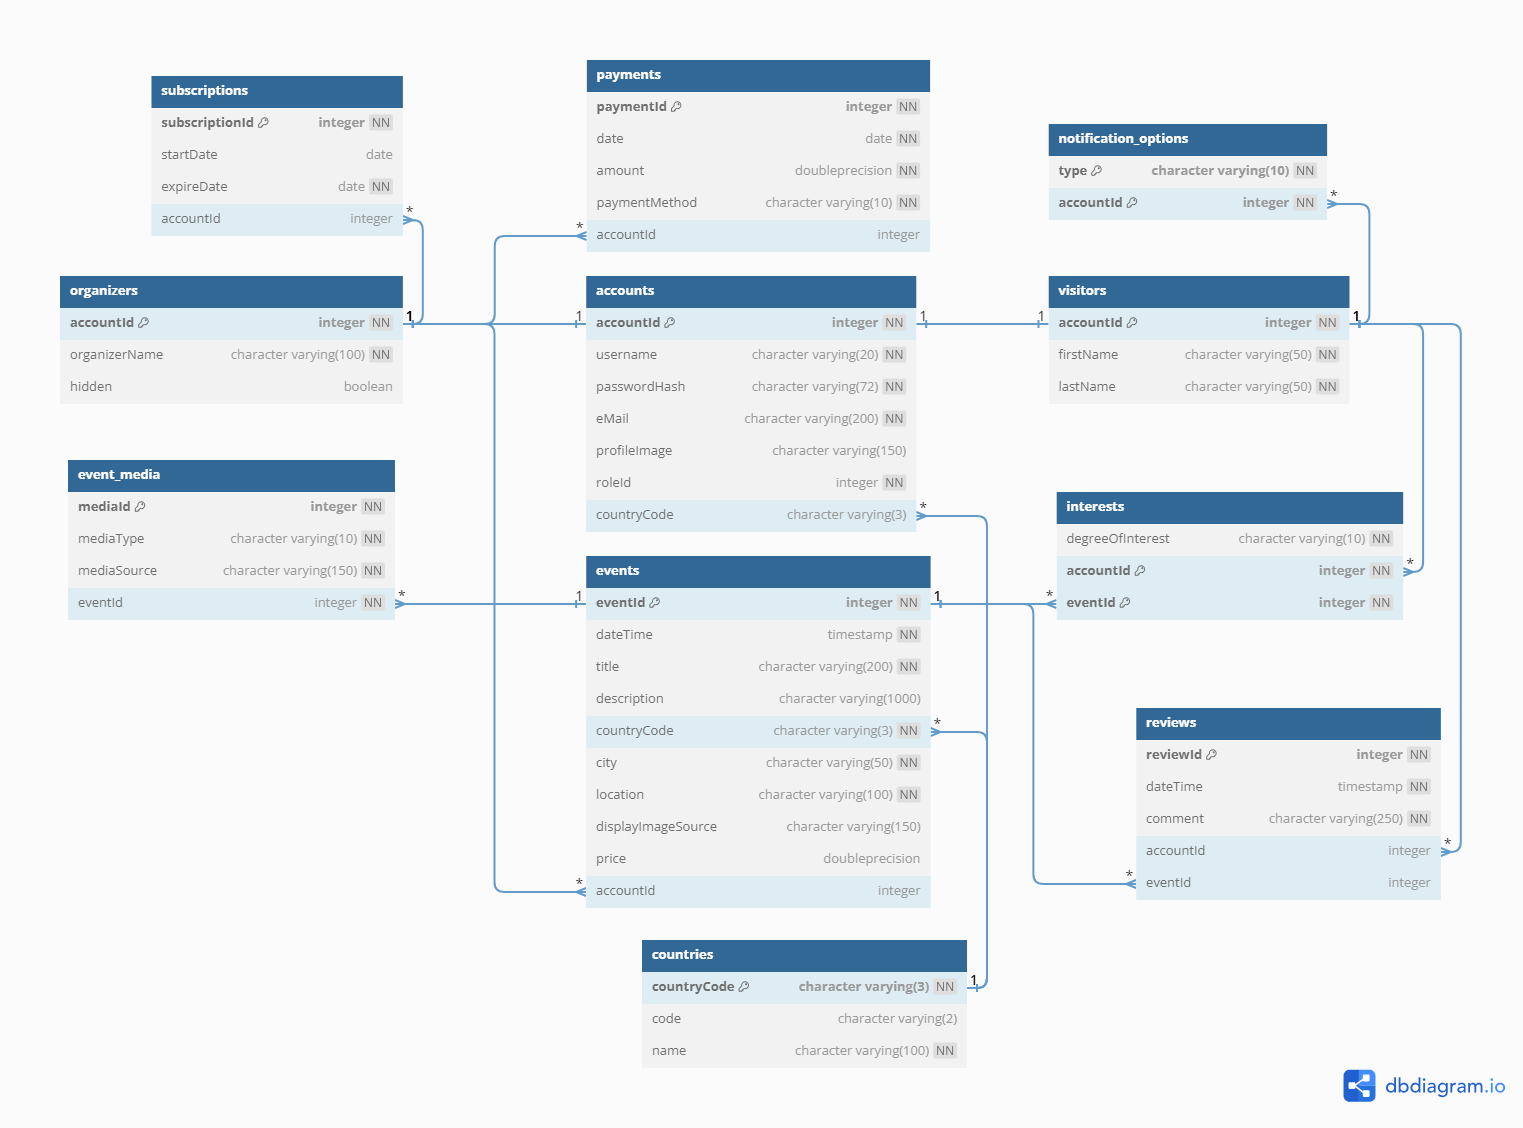 subscriptions
subscriptionId integer NN
startDate date
expireDate date NN
accountId integer
*
payments
paymentId integer NN
date date NN
amount doubleprecision NN
paymentMethod character varying(10) NN
accountId integer
*
notification_options
type character varying(10) NN
accountId integer NN
*
organizers
accountId integer NN
organizerName character varying(100) NN
hidden boolean
1
accounts
1
accountId integer NN
1
username character varying(20) NN
passwordHash character varying(72) NN
eMail character varying(200) NN
profileImage character varying(150)
roleId integer NN
countryCode character varying(3)
*
visitors
1
accountId integer NN
1
firstName character varying(50) NN
lastName character varying(50) NN
event_media
mediaId integer NN
mediaType character varying(10) NN
mediaSource character varying(150) NN
eventId integer NN
*
events
1
eventId integer NN
1
dateTime timestamp NN
title character varying(200) NN
description character varying(1000)
countryCode character varying(3) NN
*
city character varying(50) NN
location character varying(100) NN
displayImageSource character varying(150)
price doubleprecision
*
accountId integer
interests
degreeOfInterest character varying(10) NN
accountId integer NN
*
*
eventId integer NN
reviews
reviewId integer NN
dateTime timestamp NN
comment character varying(250) NN
accountId integer
*
*
eventId integer
countries
countryCode character varying(3) NN
1
code character varying(2)
name character varying(100) NN
dbdiagram.io